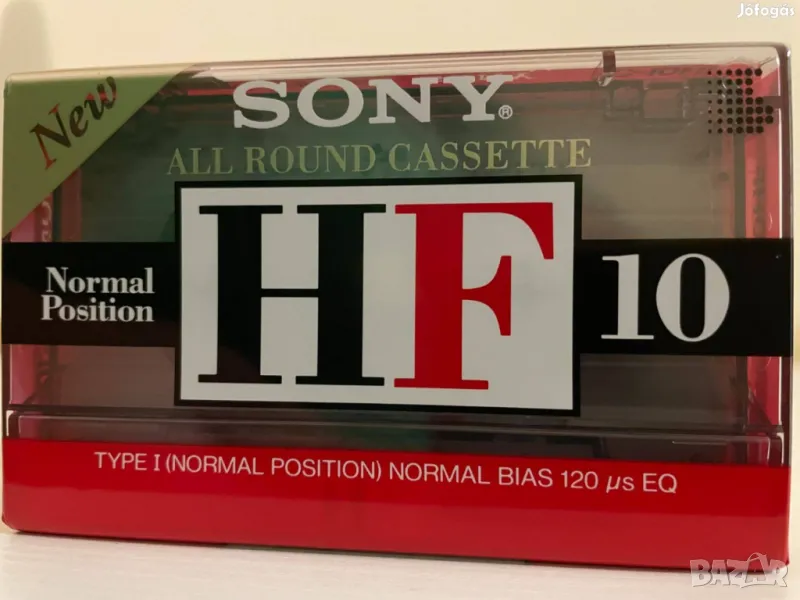 Jófogás
New
SONY®
ALL ROUND CASSETTE
Normal
Position
HF
10
TYPE I (NORMAL POSITION) NORMAL BIAS 120 µs EQ
BAZAR